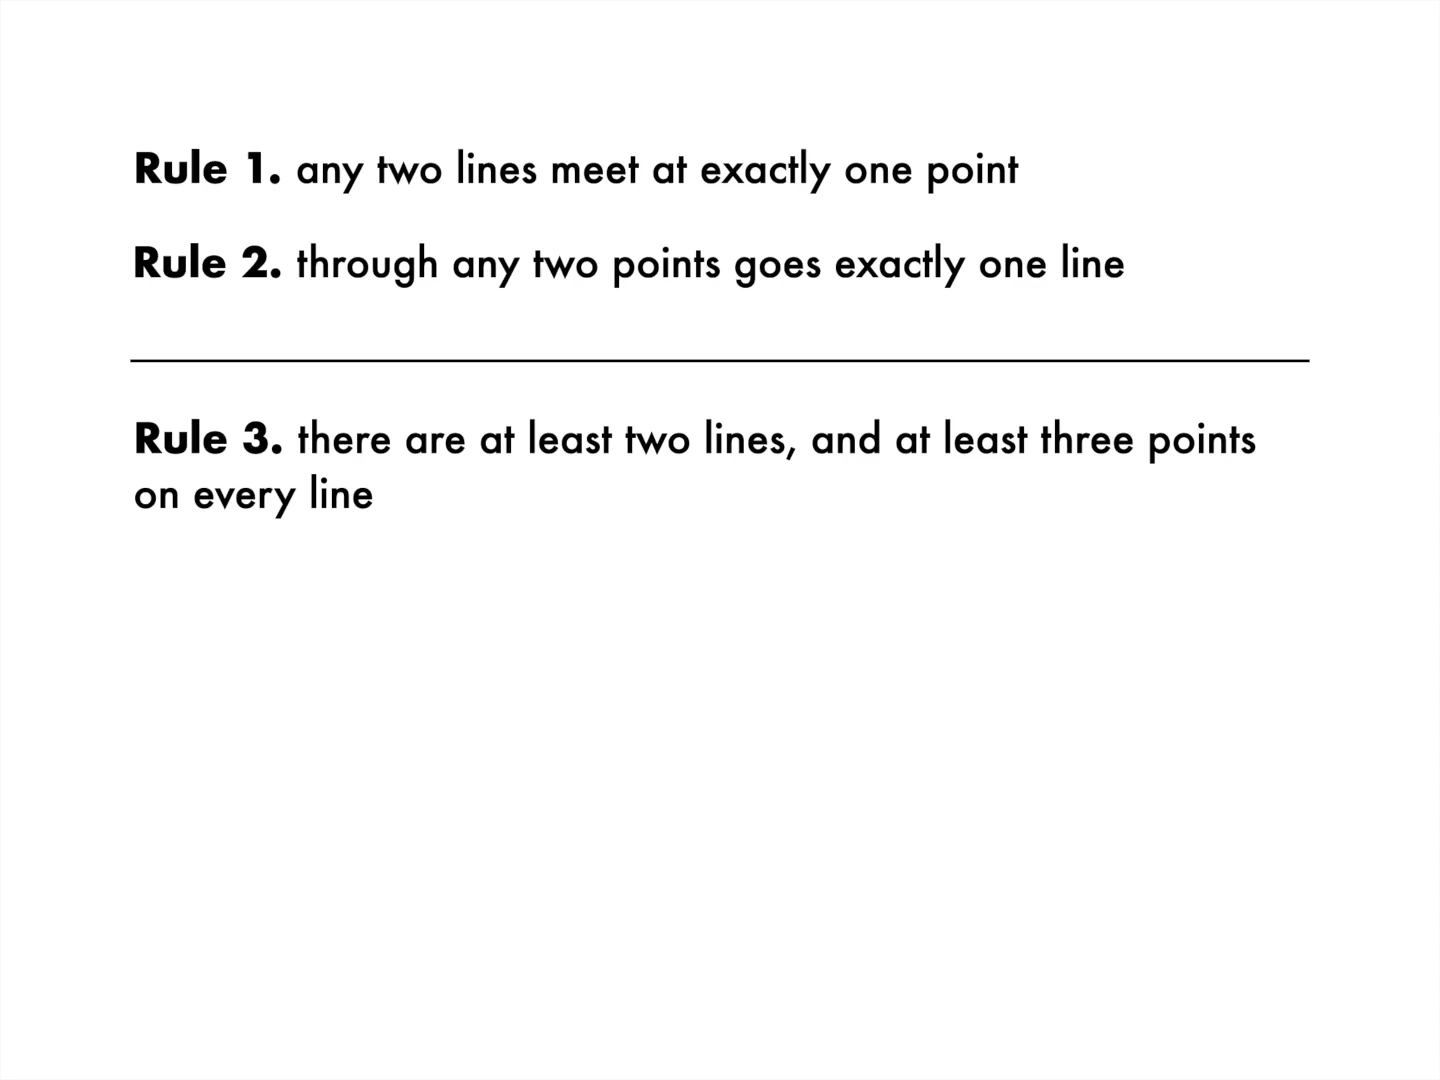 Rule 1. any two lines meet at exactly one point
Rule 2. through any two points goes exactly one line
Rule 3. there are at least two lines, and at least three points
on every line